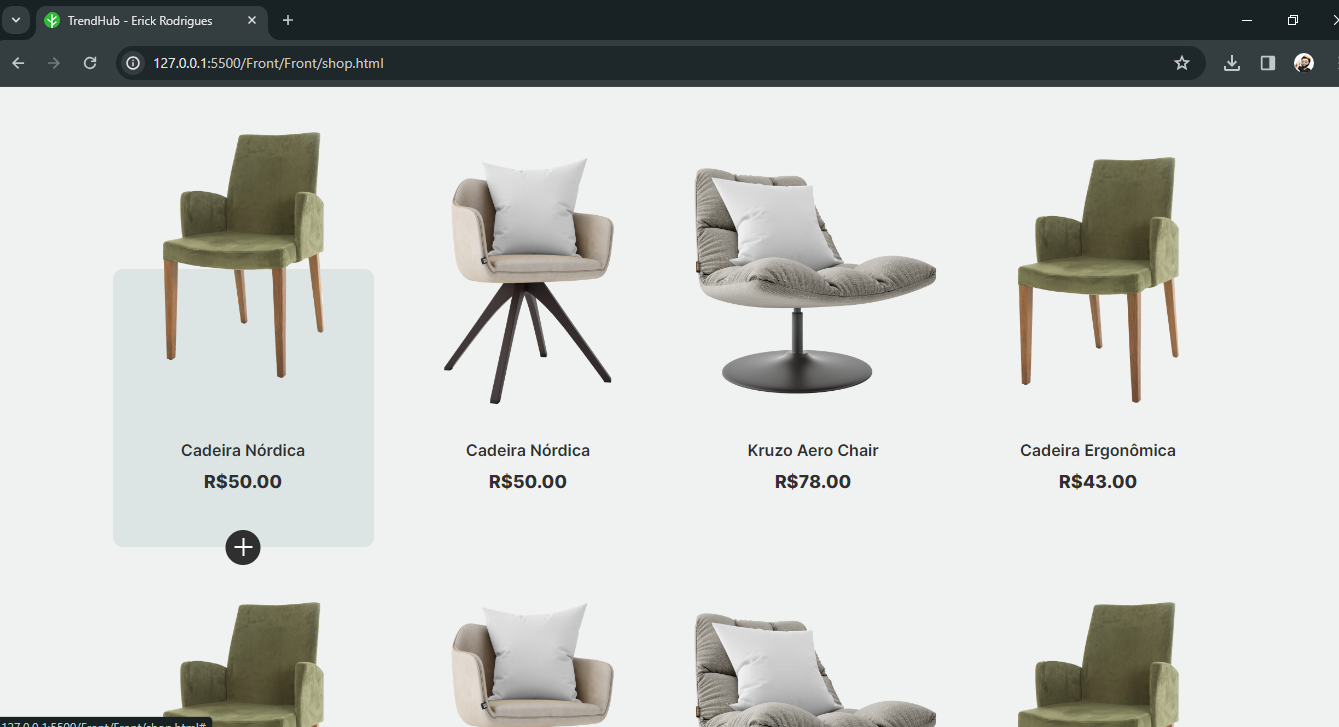 TrendHub - Erick Rodrigues
127.0.0.1:5500/Front/Front/shop.html
Cadeira Nórdica
R$50.00
Cadeira Nórdica
R$50.00
Kruzo Aero Chair
R$78.00
Cadeira Ergonômica
R$43.00
127.0.0.1:5500/Front/Front/shop.html#